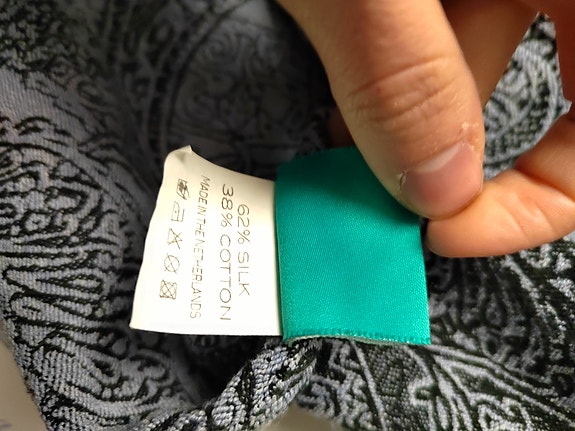 62% SILK
38% COTTON
MADE IN THE NETHERLANDS